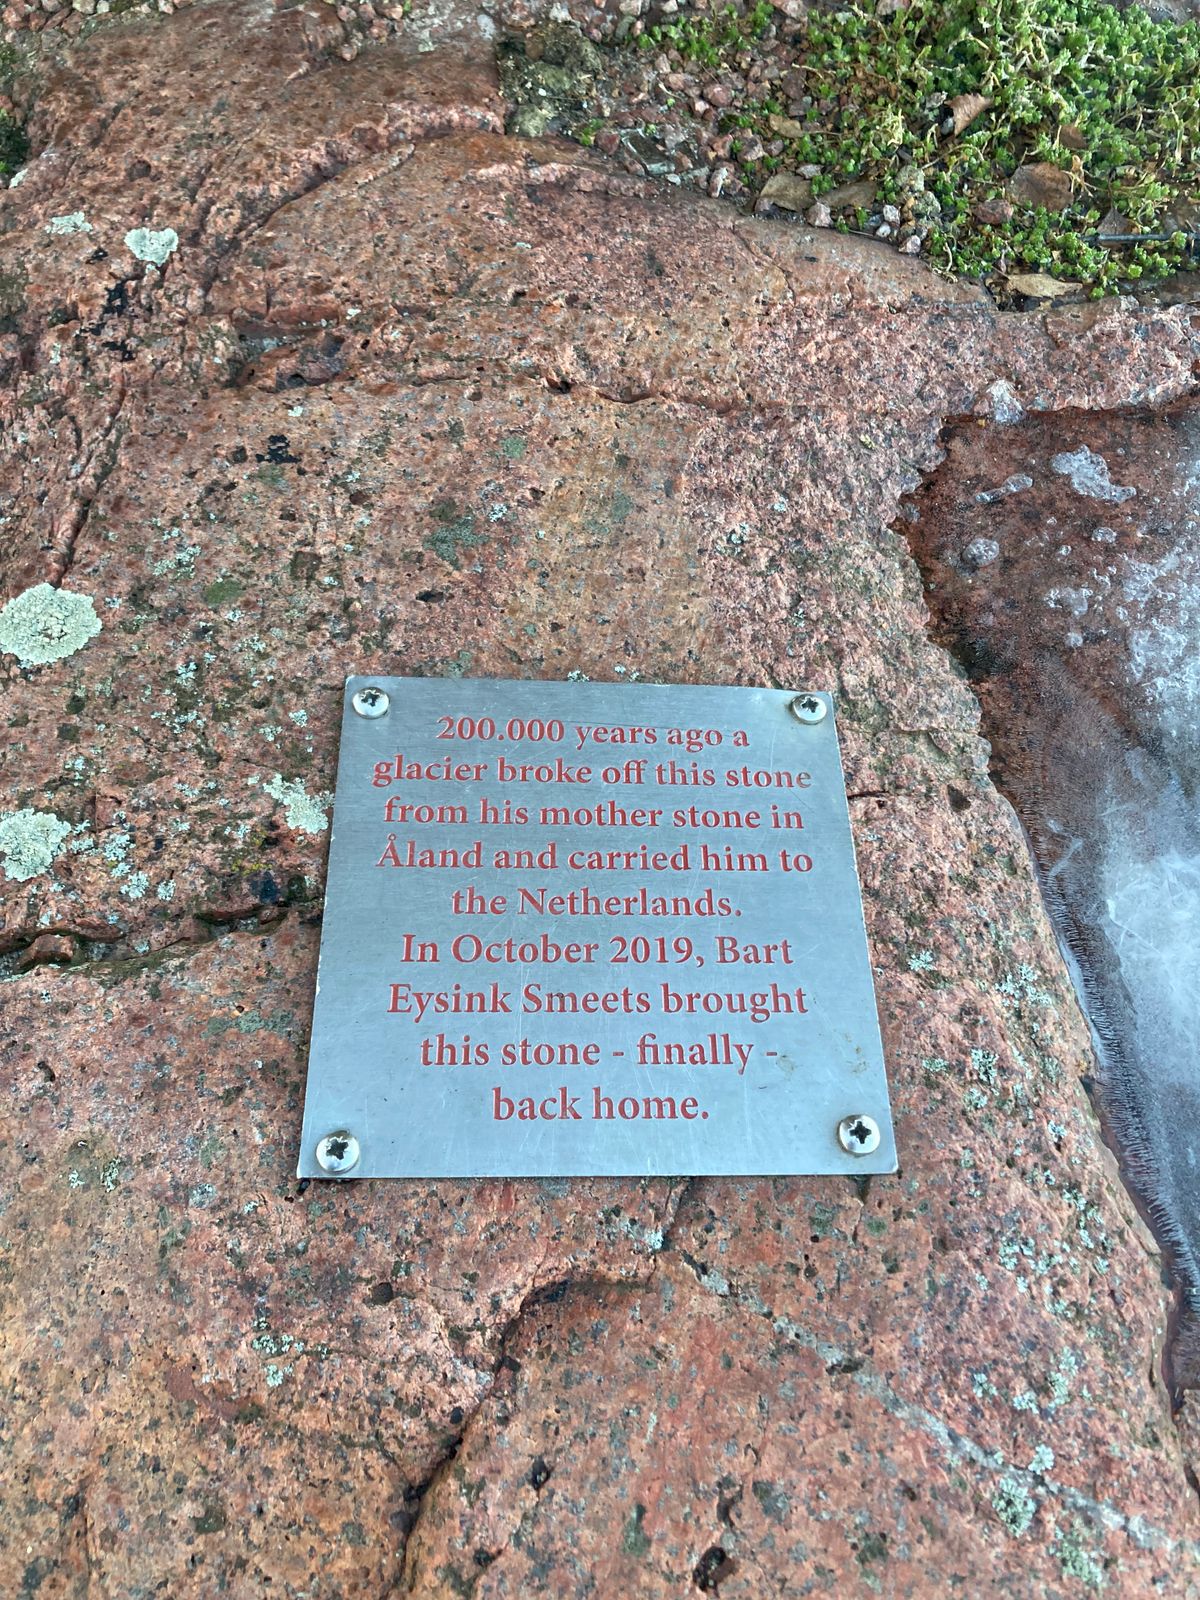 200.000 years ago a
glacier broke off this stone
from his mother stone in
Åland and carried him to
the Netherlands.
In October 2019, Bart
Eysink Smeets brought
this stone - finally -
back home.